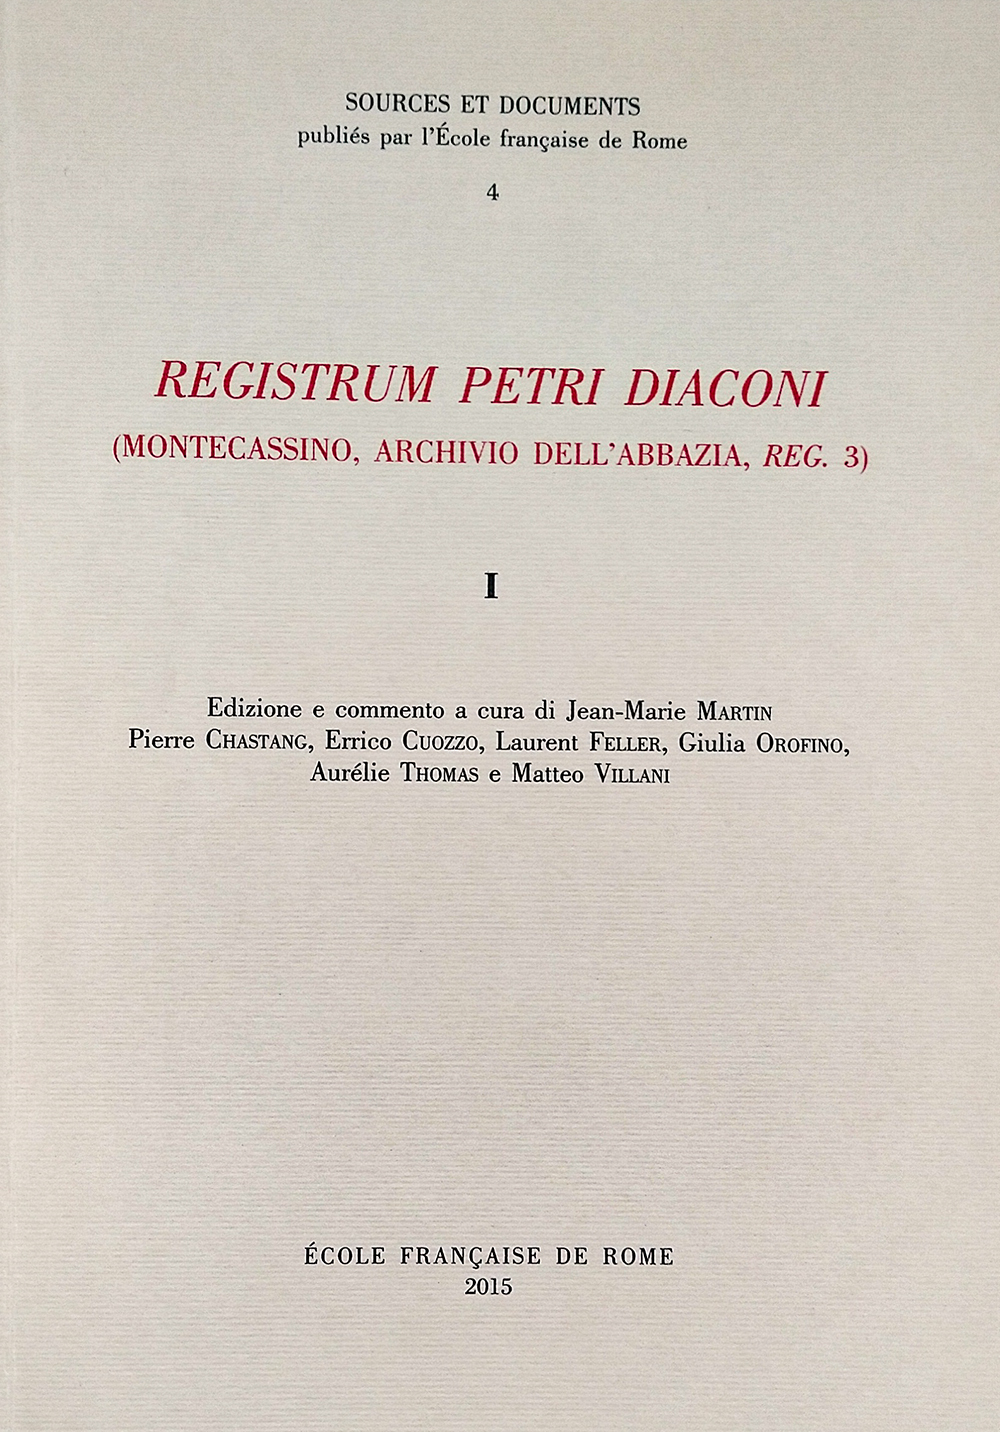 SOURCES ET DOCUMENTS
publiés par l'École française de Rome
4
REGISTRUM PETRI DIACONI
(MONTECASSINO, ARCHIVIO DELL'ABBAZIA, REG. 3)
I
Edizione e commento a cura di Jean-Marie MARTIN
Pierre CHASTANG, Errico CUOZZO, Laurent FELLER, Giulia OROFINO,
Aurélie THOMAS e Matteo VILLANI
ÉCOLE FRANÇAISE DE ROME
2015